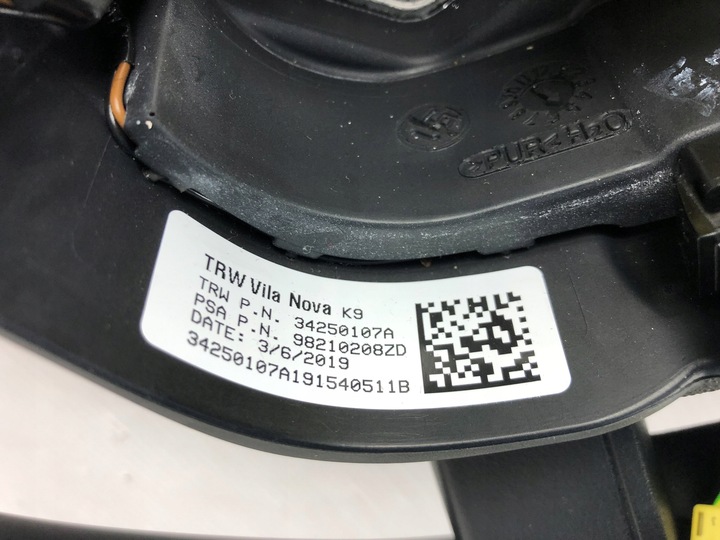 >PUR<H2O
TRW Vila Nova K9
TRW P.N. 34250107A
PSA P.N. 98210208ZD
DATE: 3/6/2019
34250107A191540511B